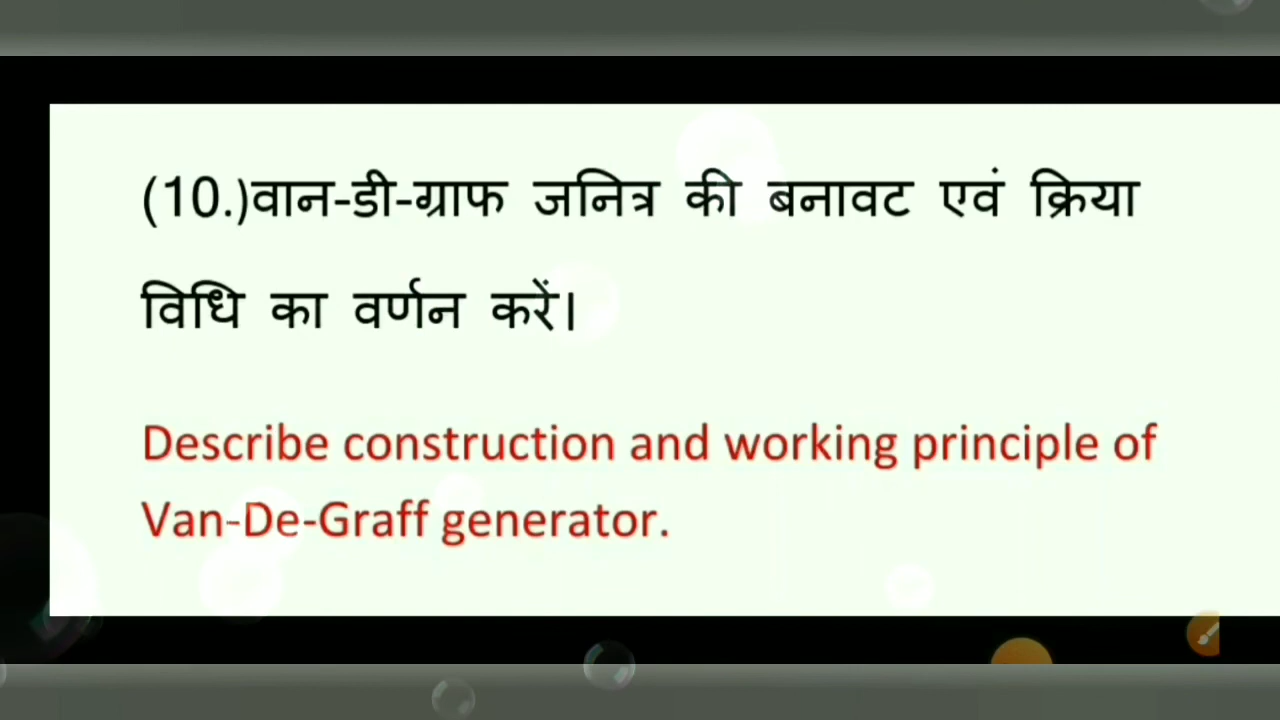 (10.)वान-डी-ग्राफ जनित्र की बनावट एवं क्रिया
विधि का वर्णन करें।
Describe construction and working principle of
Van-De-Graff generator.